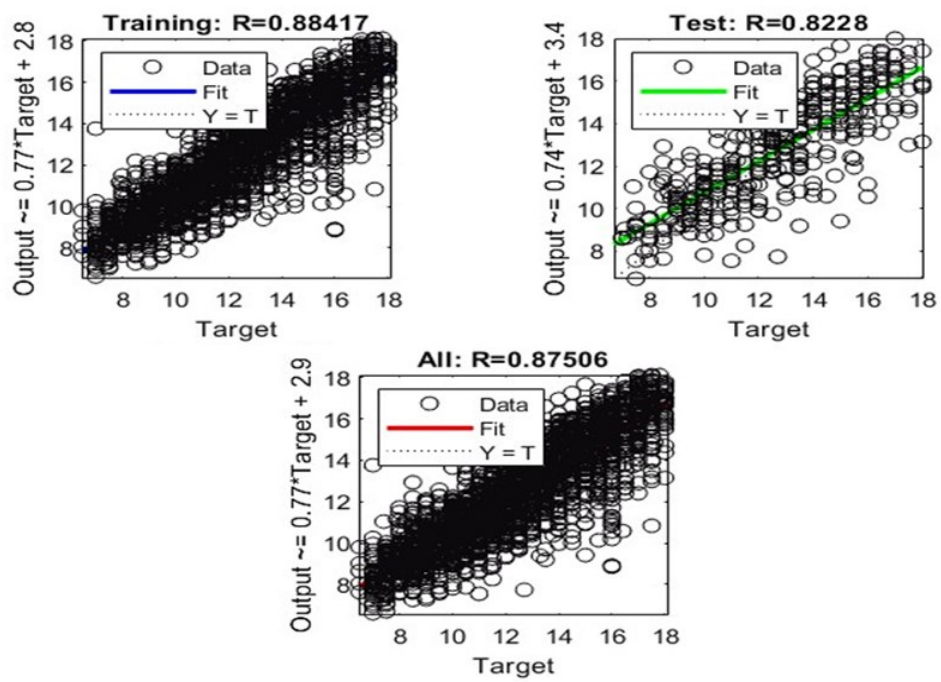 Training: R=0.88417
Output ~= 0.77*Target + 2.8
18
16
14
12
10
8
Data
Fit
Y = T
8 10 12 14 16 18
Target
Test: R=0.8228
Output ~= 0.74*Target + 3.4
18
16
14
12
10
8
Data
Fit
Y = T
8 10 12 14 16 18
Target
All: R=0.87506
Output ~= 0.77*Target + 2.9
18
16
14
12
10
8
Data
Fit
Y = T
8 10 12 14 16 18
Target